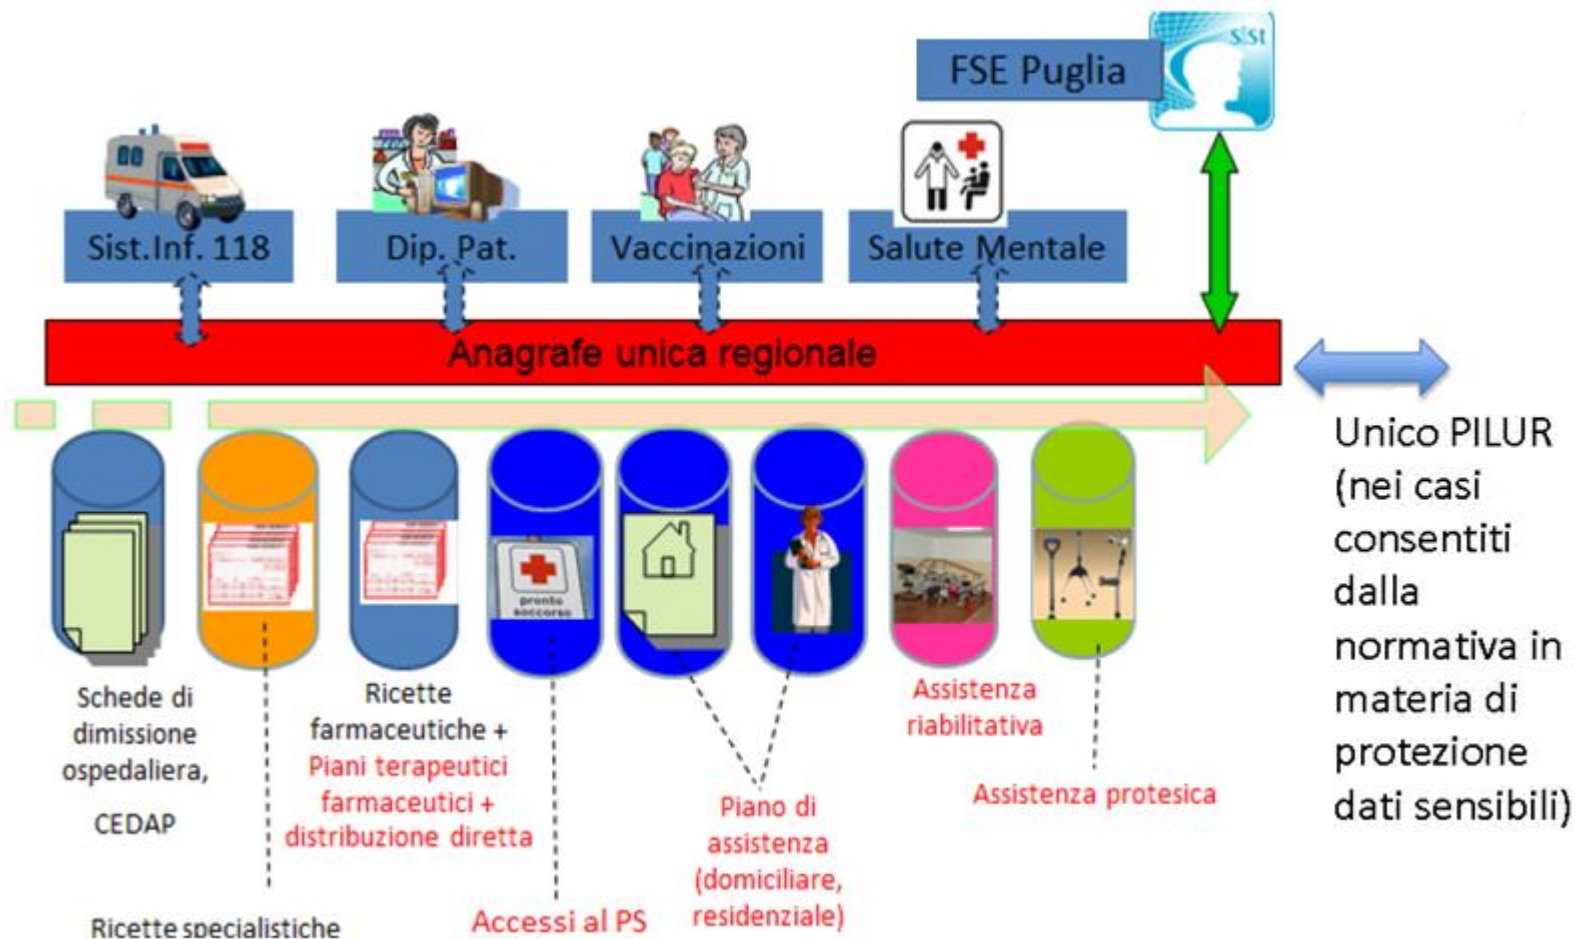 FSE Puglia
sist
Sist.Inf. 118
Dip. Pat.
Vaccinazioni
Salute Mentale
Anagrafe unica regionale
Unico PILUR
(nei casi
consentiti
dalla
normativa in
materia di
protezione
dati sensibili)
pronto
soccorso
Schede di
dimissione
ospedaliera,
CEDAP
Ricette specialistiche
Ricette
farmaceutiche +
Piani terapeutici
farmaceutici +
distribuzione diretta
Accessi al PS
Piano di
assistenza
(domiciliare,
residenziale)
Assistenza
riabilitativa
Assistenza protesica